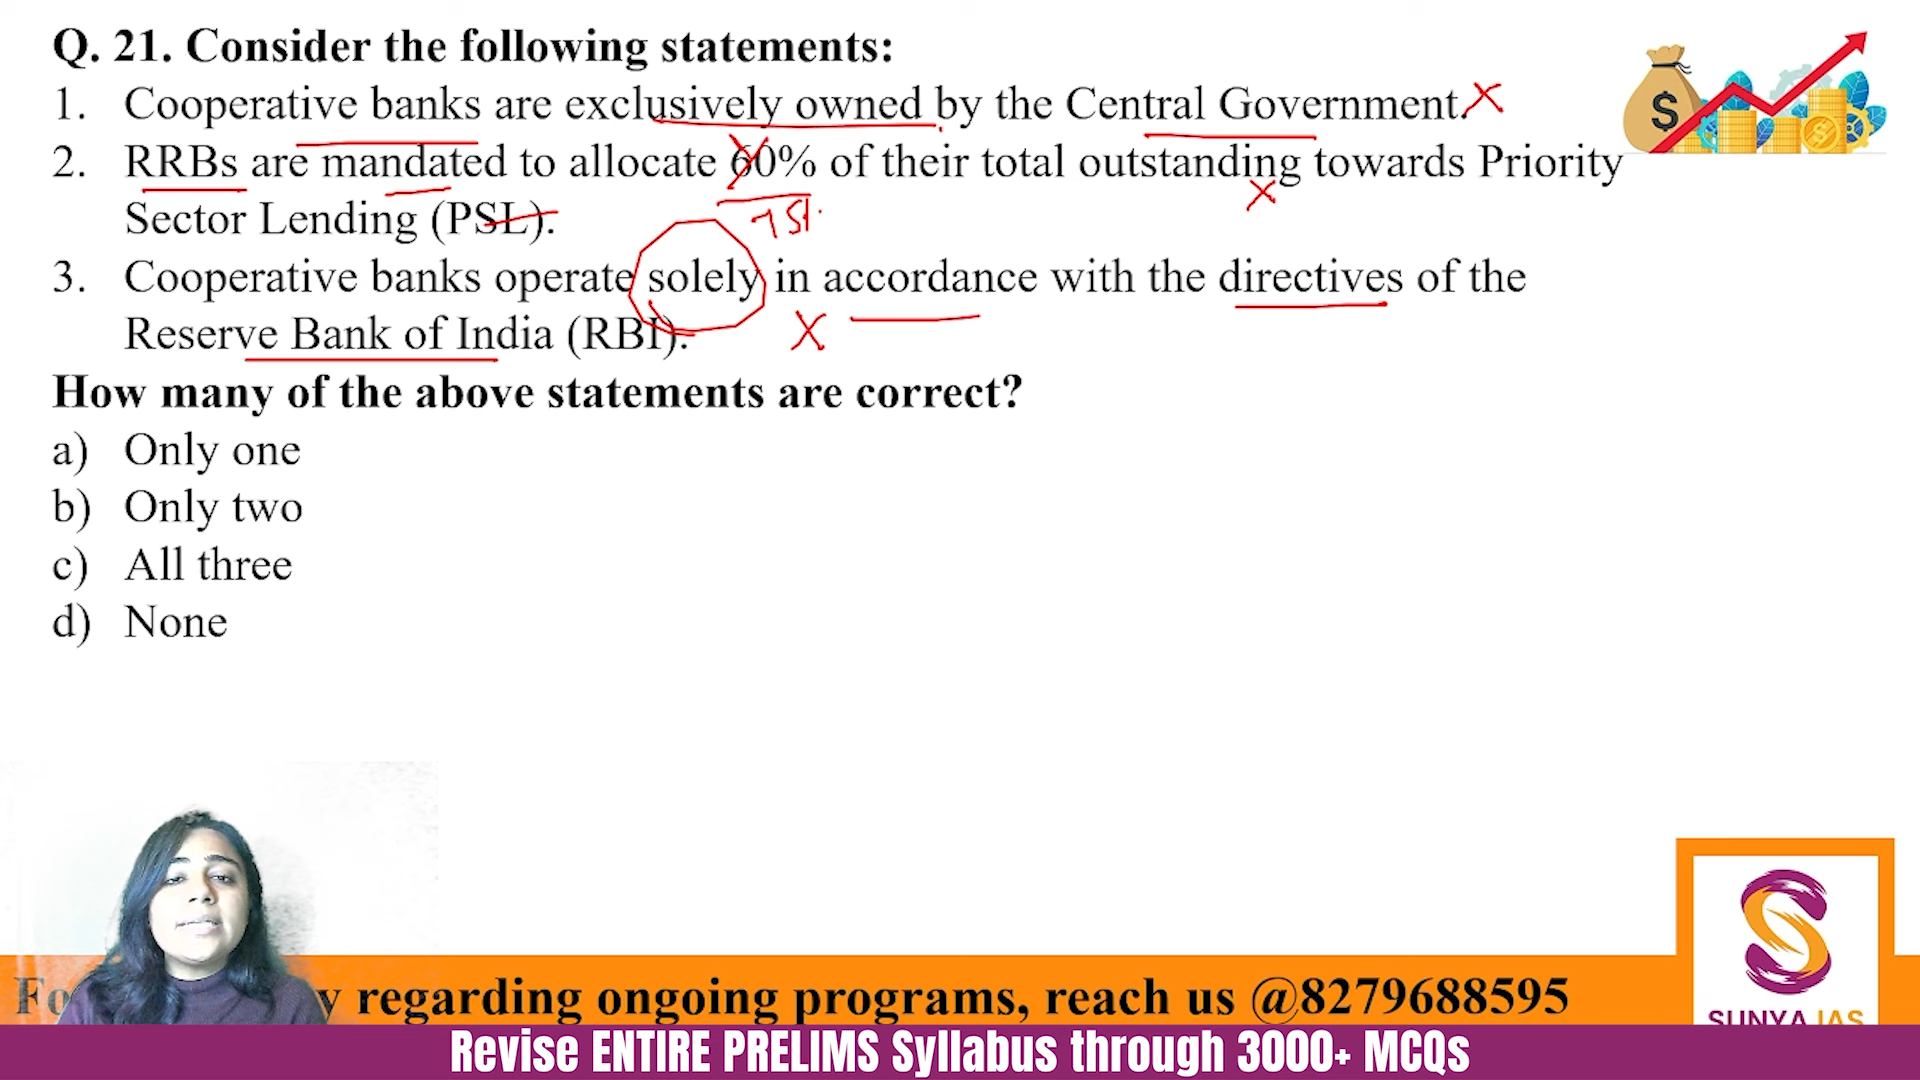 Q. 21. Consider the following statements:
1. Cooperative banks are exclusively owned by the Central Government.
2. RRBs are mandated to allocate 60% of their total outstanding towards Priority
75%
Sector Lending (PSL).
3. Cooperative banks operate solely in accordance with the directives of the
Reserve Bank of India (RBI).
How many of the above statements are correct?
a) Only one
b) Only two
c) All three
d) None
regarding ongoing programs, reach us @8279688595
SUNYA IAS
Revise ENTIRE PRELIMS Syllabus through 3000+ MCQs